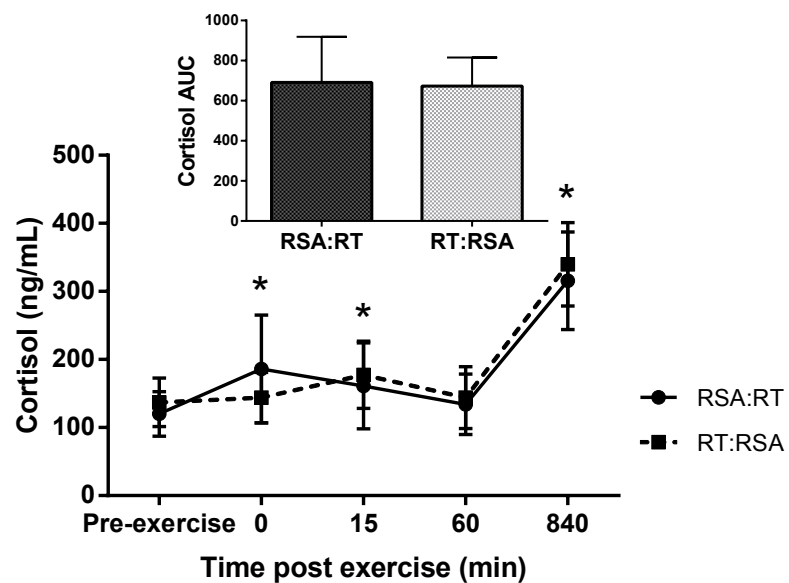 1000
800
600
400
200
0
Cortisol AUC
RSA:RT RT:RSA
500
400
300
200
100
0
Cortisol (ng/mL)
*
*
*
RSA:RT
RT:RSA
Pre-exercise 0 15 60 840
Time post exercise (min)